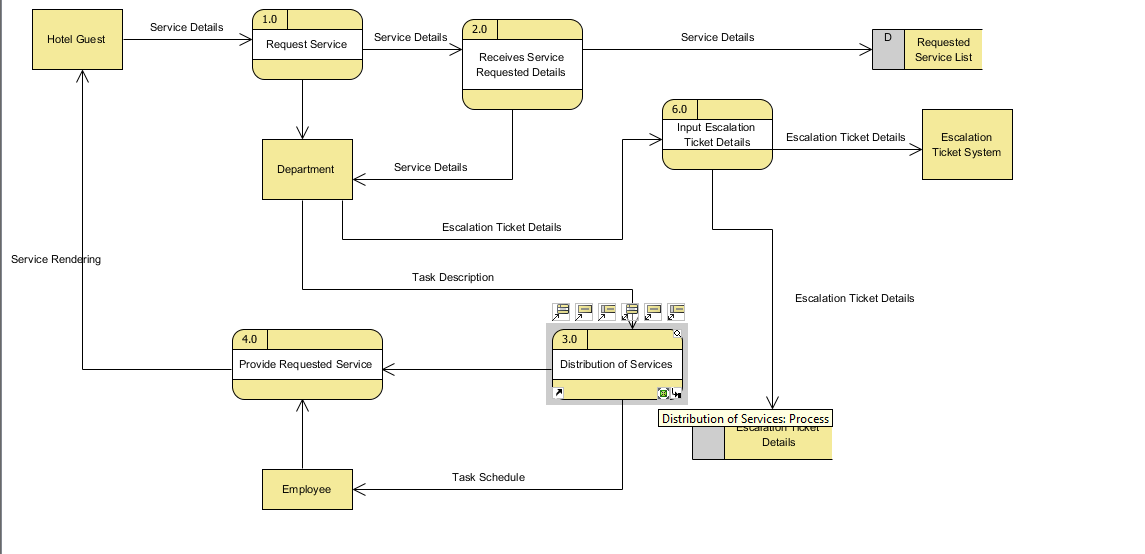 Hotel Guest
Service Details
1.0
Request Service
Service Details
2.0
Receives Service
Requested Details
Service Details
D
Requested
Service List
6.0
Input Escalation
Ticket Details
Escalation Ticket Details
Escalation
Ticket System
Department
Service Details
Escalation Ticket Details
Service Rendering
Task Description
Escalation Ticket Details
4.0
Provide Requested Service
3.0
Distribution of Services
Distribution of Services: Process
Escalation Ticket
Details
Task Schedule
Employee